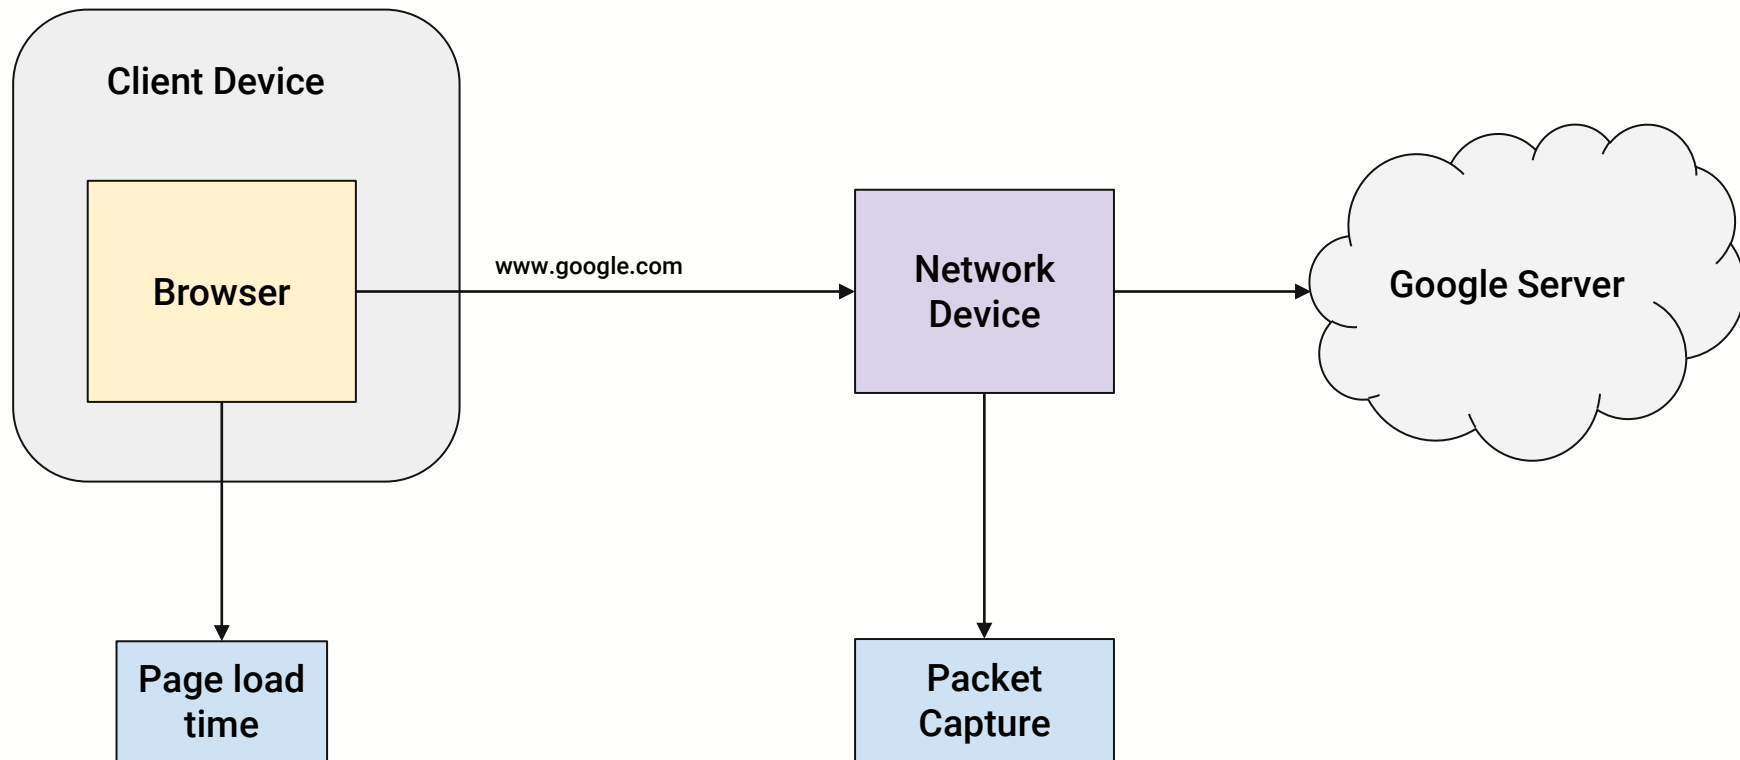 Client Device
Browser
www.google.com
Network
Device
Google Server
Page load
time
Packet
Capture